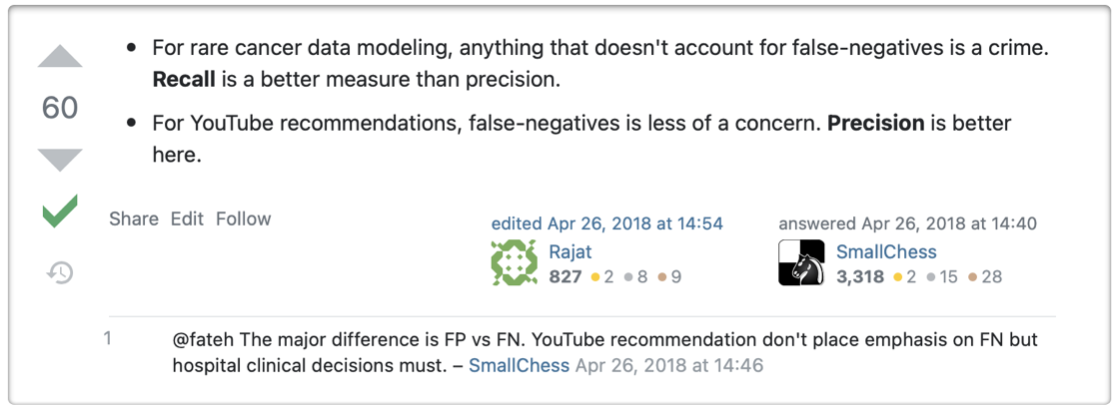 • For rare cancer data modeling, anything that doesn't account for false-negatives is a crime.
Recall is a better measure than precision.
60
• For YouTube recommendations, false-negatives is less of a concern. Precision is better
here.
Share Edit Follow
edited Apr 26, 2018 at 14:54
Rajat
827 ●2 ●8 ●9
answered Apr 26, 2018 at 14:40
SmallChess
3,318 ●2 ●15 ●28
1
@fateh The major difference is FP vs FN. YouTube recommendation don't place emphasis on FN but
hospital clinical decisions must. – SmallChess Apr 26, 2018 at 14:46